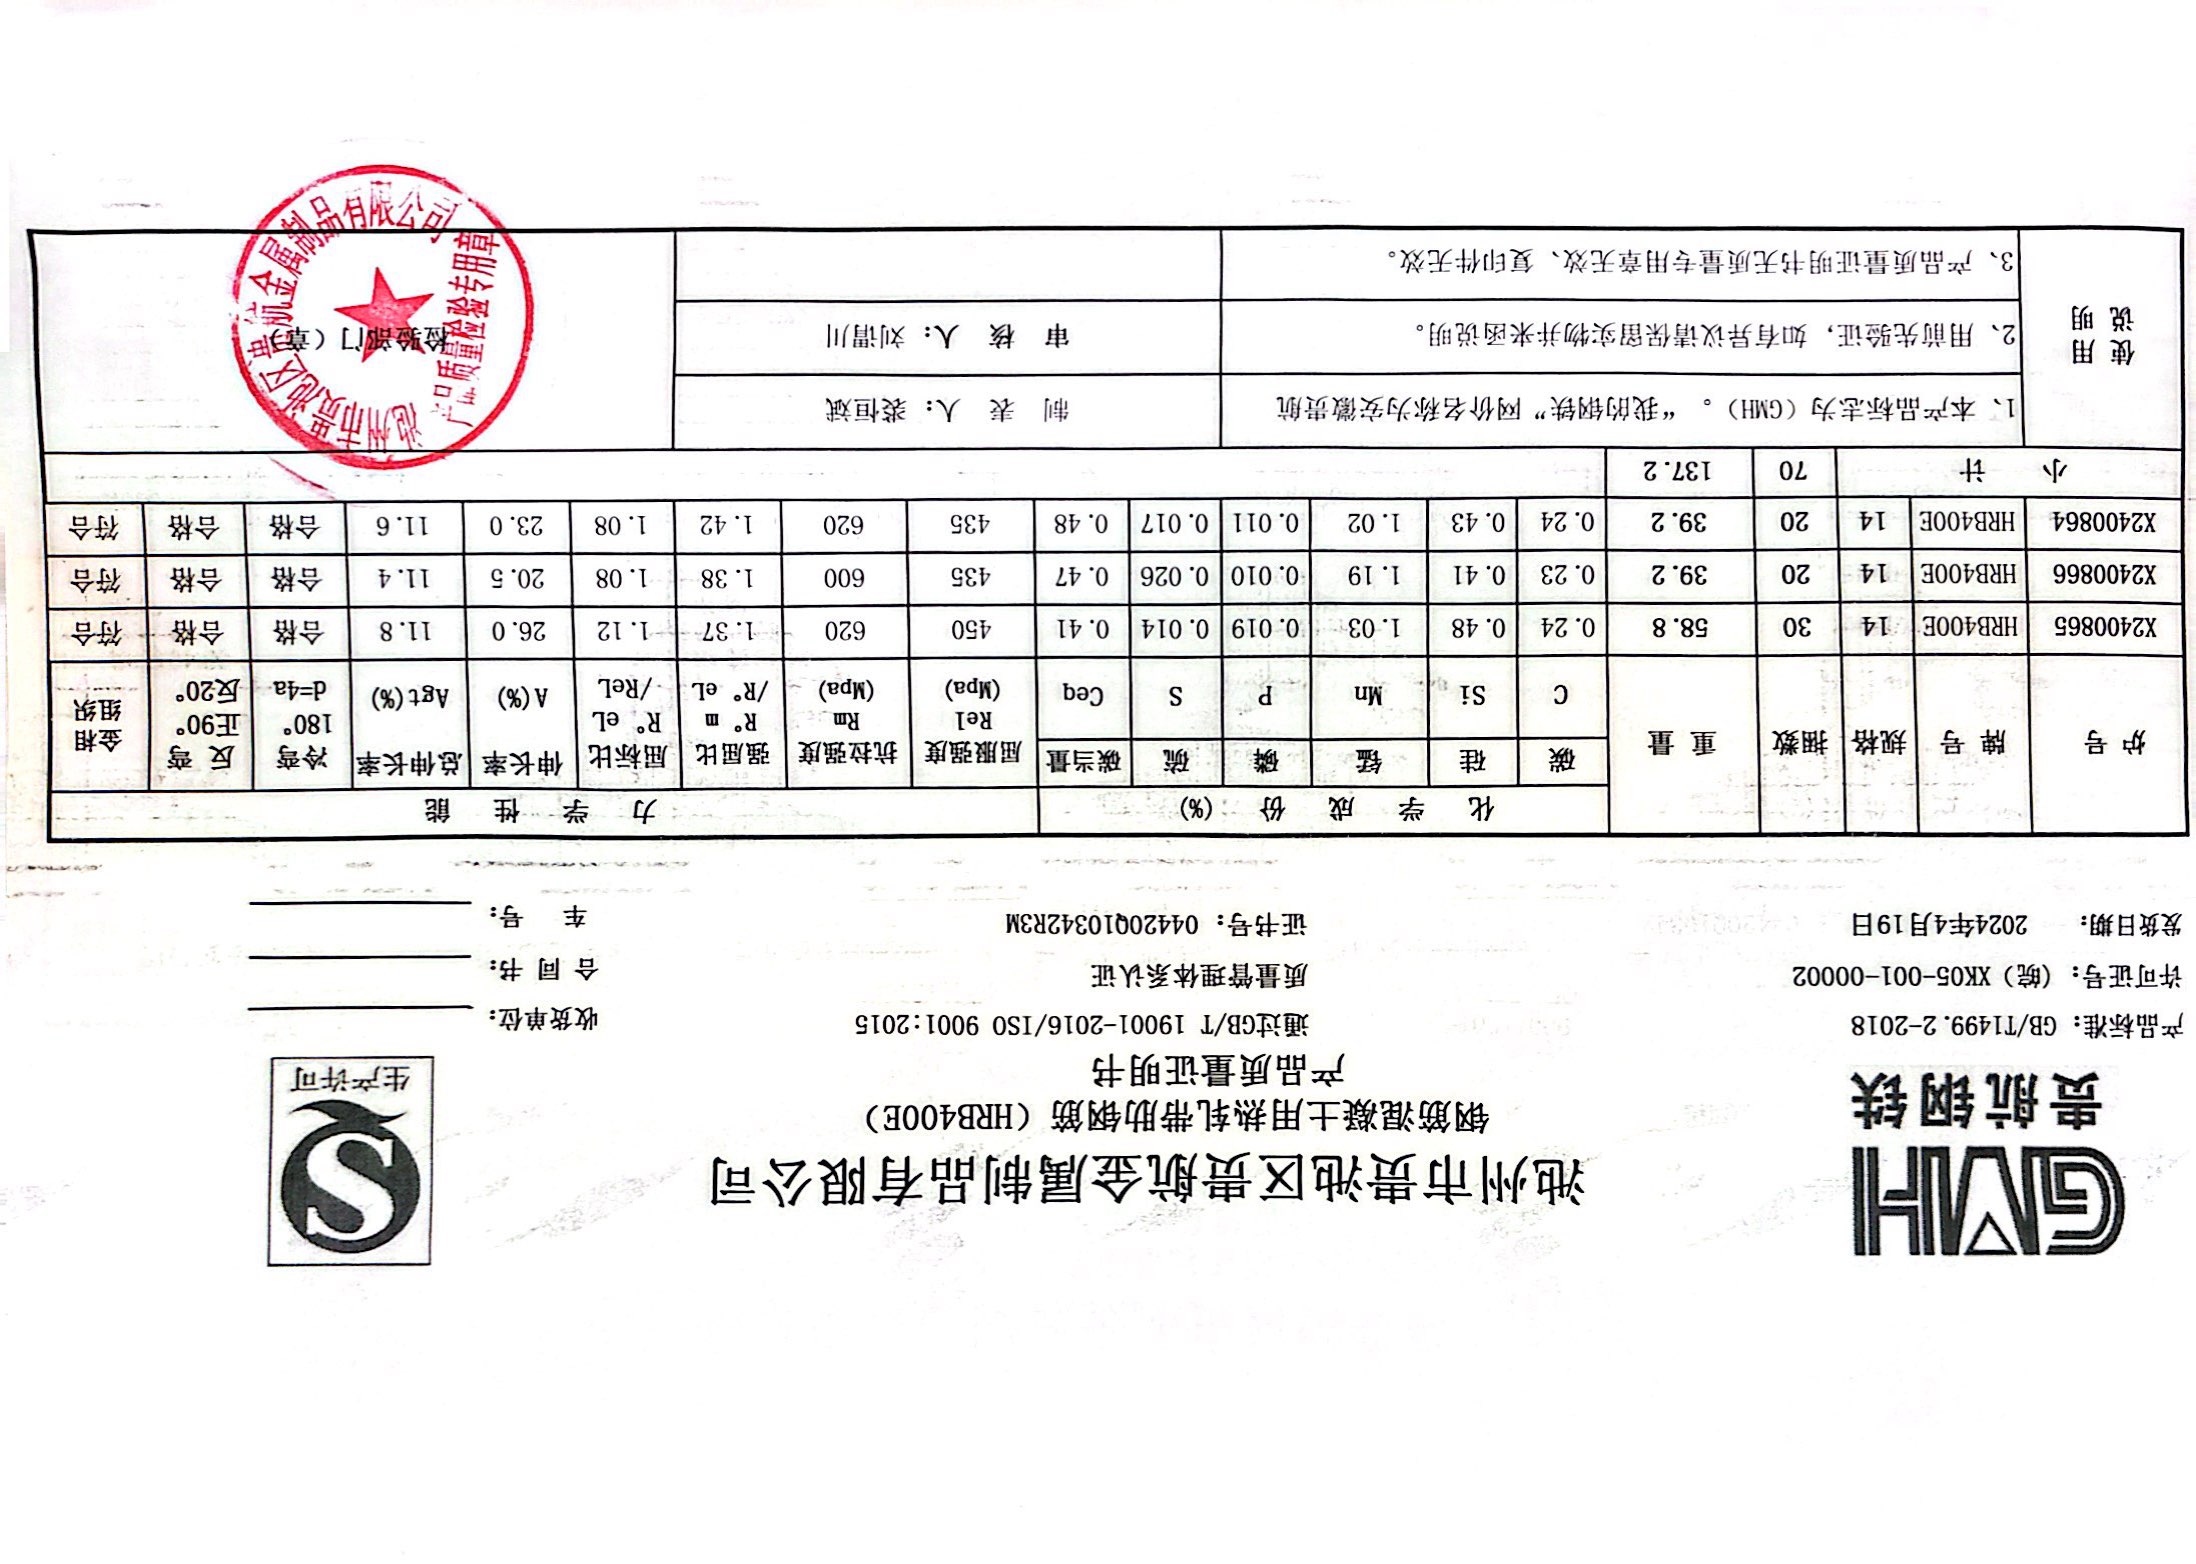 GMH
贵航钢铁
生产许可
池州市贵池区贵航金属制品有限公司
钢筋混凝土用热轧带肋钢筋（HRB400E）
产品质量证明书
产品标准：GB/T1499.2-2018 通过GB/T 19001-2016/ISO 9001:2015 收货单位：
许可证号：（皖）XK05-001-00002 质量管理体系认证 合同书：
发货日期： 2024年4月19日 证书号：04420Q10342R3M 车 号：
炉 号 牌 号 规格 捆数 重 量 化 学 成 份 (%) 力 学 性 能
碳 硅 锰 磷 硫 碳当量 屈服强度 抗拉强度 强屈比 屈标比 伸长率 总伸长率 冷弯 反 弯 金相组织
C Si Mn P S Ceq Rel (Mpa) Rm (Mpa) R° m /R° eL R° eL /ReL A(%) Agt(%) 180° d=4a 正90° 反20°
X2400865 HRB400E 14 30 58.8 0.24 0.48 1.03 0.019 0.014 0.41 450 620 1.37 1.12 26.0 11.8 合格 合格 符合
X2400866 HRB400E 14 20 39.2 0.23 0.41 1.19 0.010 0.026 0.47 435 600 1.38 1.08 20.5 11.4 合格 合格 符合
X2400864 HRB400E 14 20 39.2 0.24 0.43 1.02 0.011 0.017 0.48 435 620 1.42 1.08 23.0 11.6 合格 合格 符合
小 计 70 137.2
使用说明
1、本产品标志为（GMH）。“我的钢铁”网价名称为安徽贵航 制 表 人：裘恒斌
2、用前先验证，如有异议请保留实物并来函说明。 审 核 人：刘渭川 检验部门（章）
3、产品质量证明书无质量专用章无效、复印件无效。
池州市贵池区贵航金属制品有限公司
产品质量检验专用章